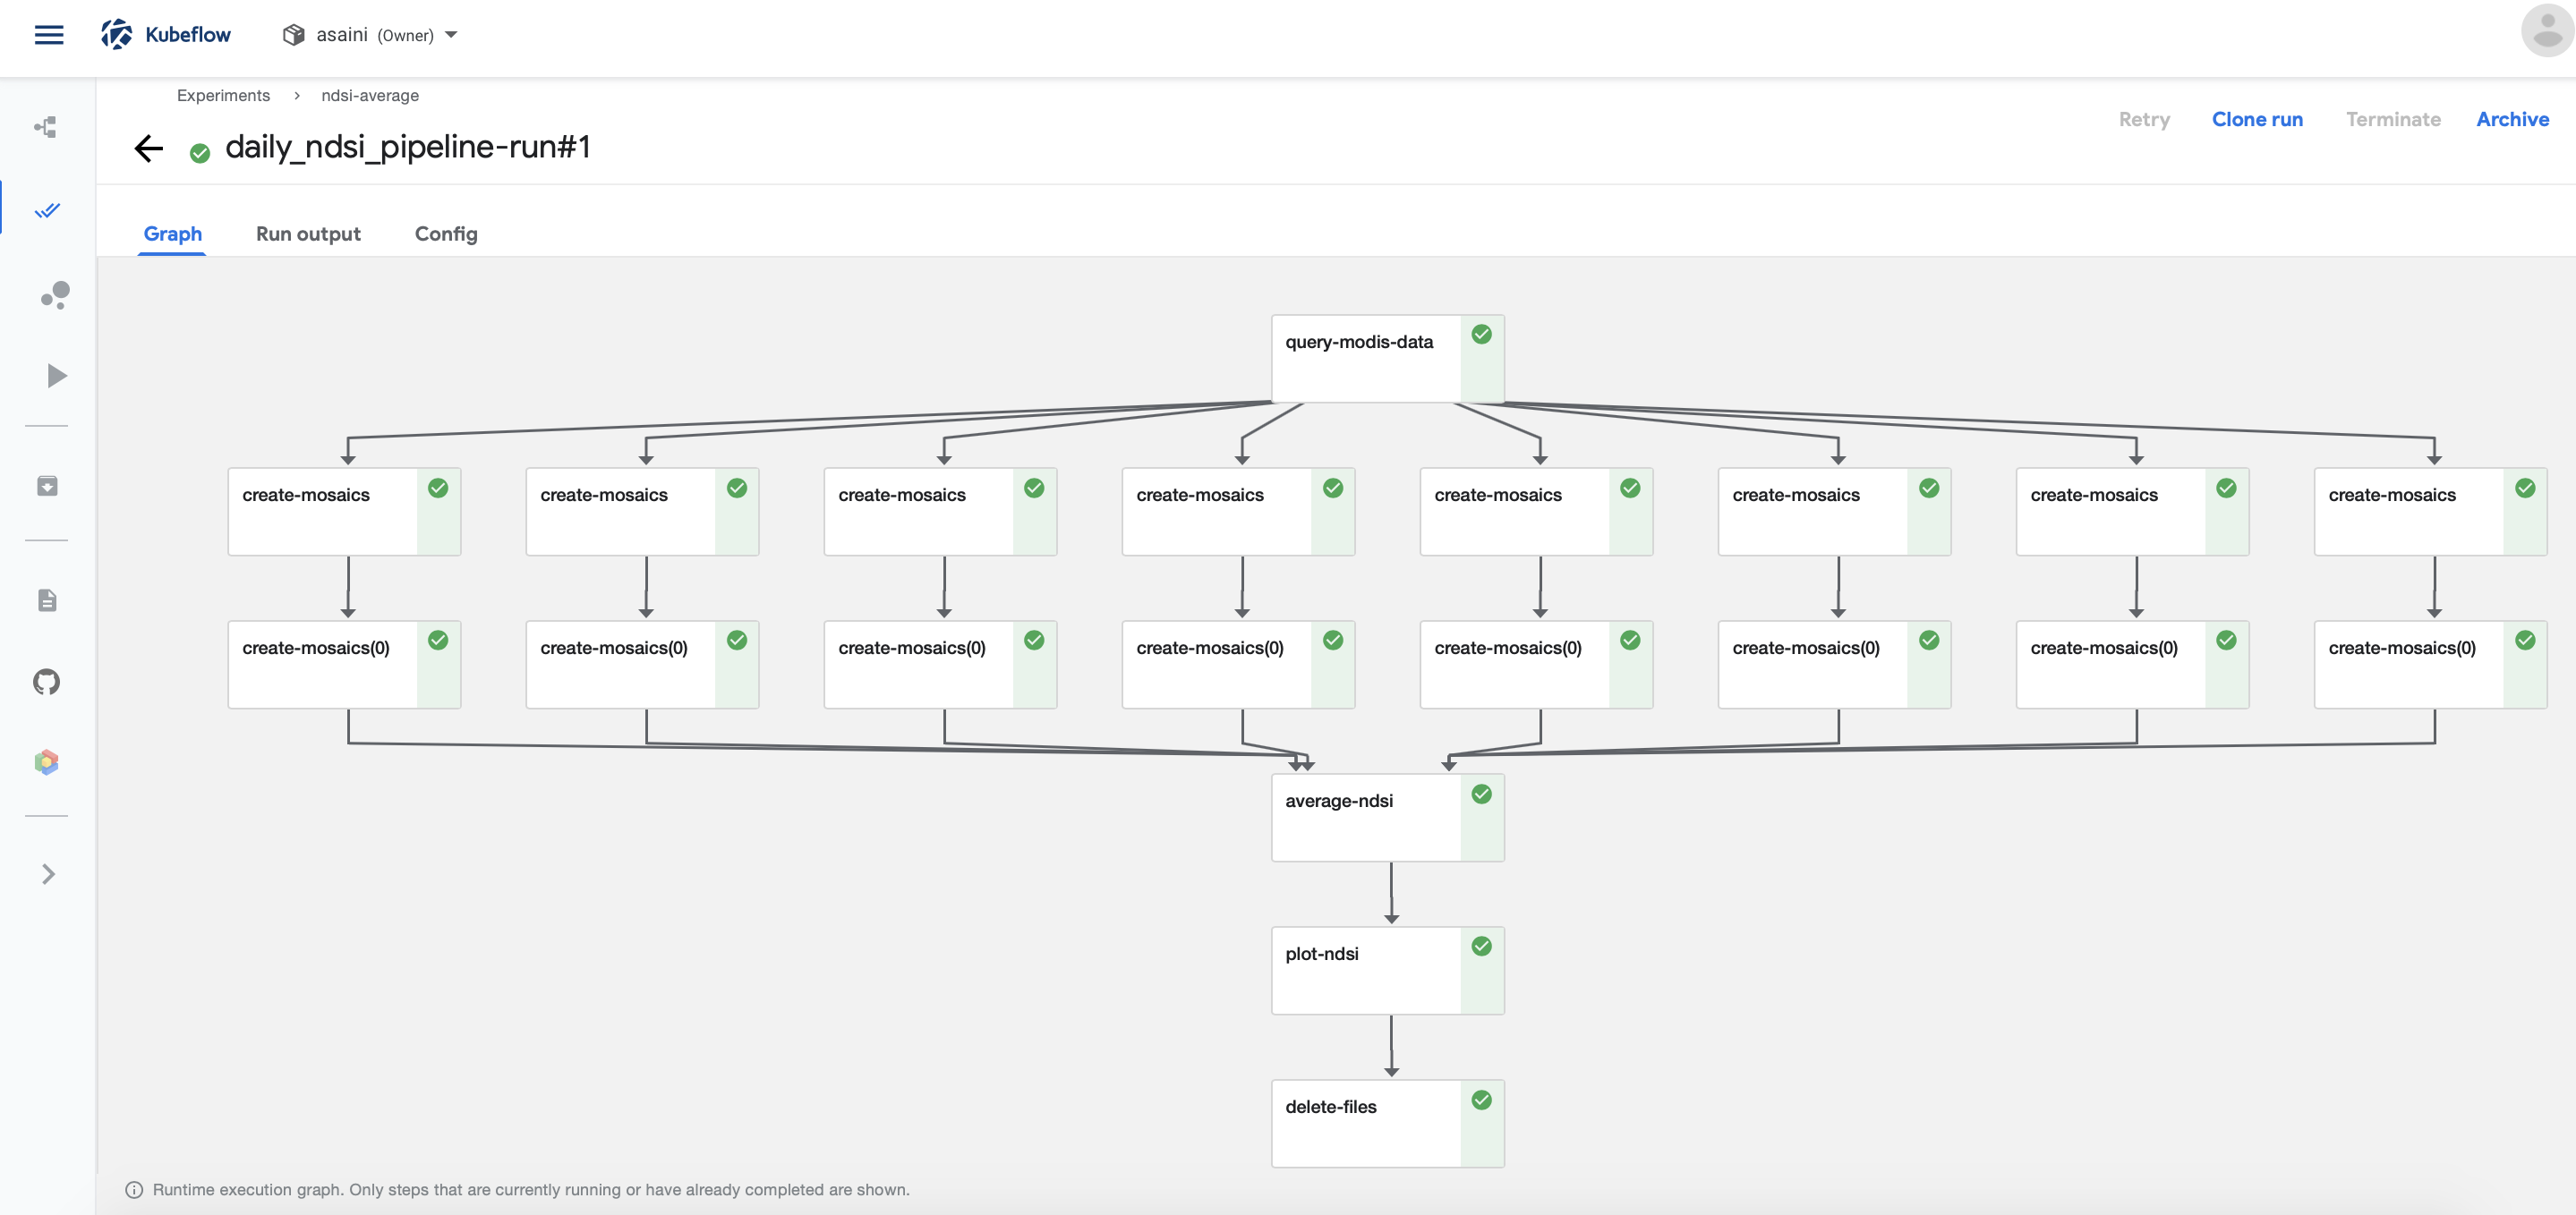 Kubeflow asaini (Owner)
Experiments > ndsi-average
daily_ndsi_pipeline-run#1
Retry Clone run Terminate Archive
Graph Run output Config
query-modis-data
create-mosaics create-mosaics create-mosaics create-mosaics create-mosaics create-mosaics create-mosaics create-mosaics
create-mosaics(0) create-mosaics(0) create-mosaics(0) create-mosaics(0) create-mosaics(0) create-mosaics(0) create-mosaics(0) create-mosaics(0)
average-ndsi
plot-ndsi
delete-files
Runtime execution graph. Only steps that are currently running or have already completed are shown.